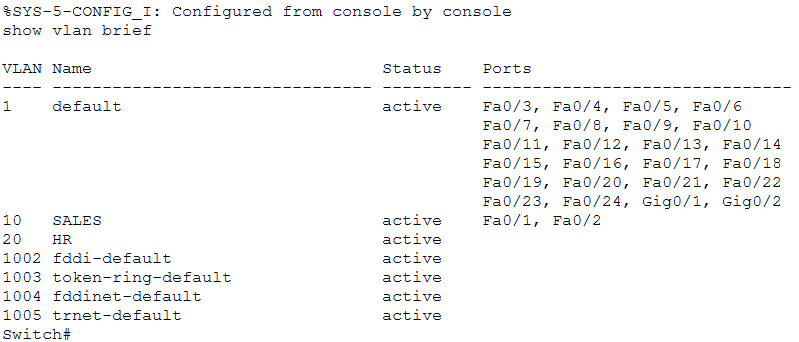 %SYS-5-CONFIG_I: Configured from console by console
show vlan brief
VLAN Name                             Status    Ports
---- -------------------------------- --------- -------------------------------
1    default                          active    Fa0/3, Fa0/4, Fa0/5, Fa0/6
                                                Fa0/7, Fa0/8, Fa0/9, Fa0/10
                                                Fa0/11, Fa0/12, Fa0/13, Fa0/14
                                                Fa0/15, Fa0/16, Fa0/17, Fa0/18
                                                Fa0/19, Fa0/20, Fa0/21, Fa0/22
                                                Fa0/23, Fa0/24, Gig0/1, Gig0/2
10   SALES                            active    Fa0/1, Fa0/2
20   HR                               active
1002 fddi-default                     active
1003 token-ring-default               active
1004 fddinet-default                  active
1005 trnet-default                    active
Switch#